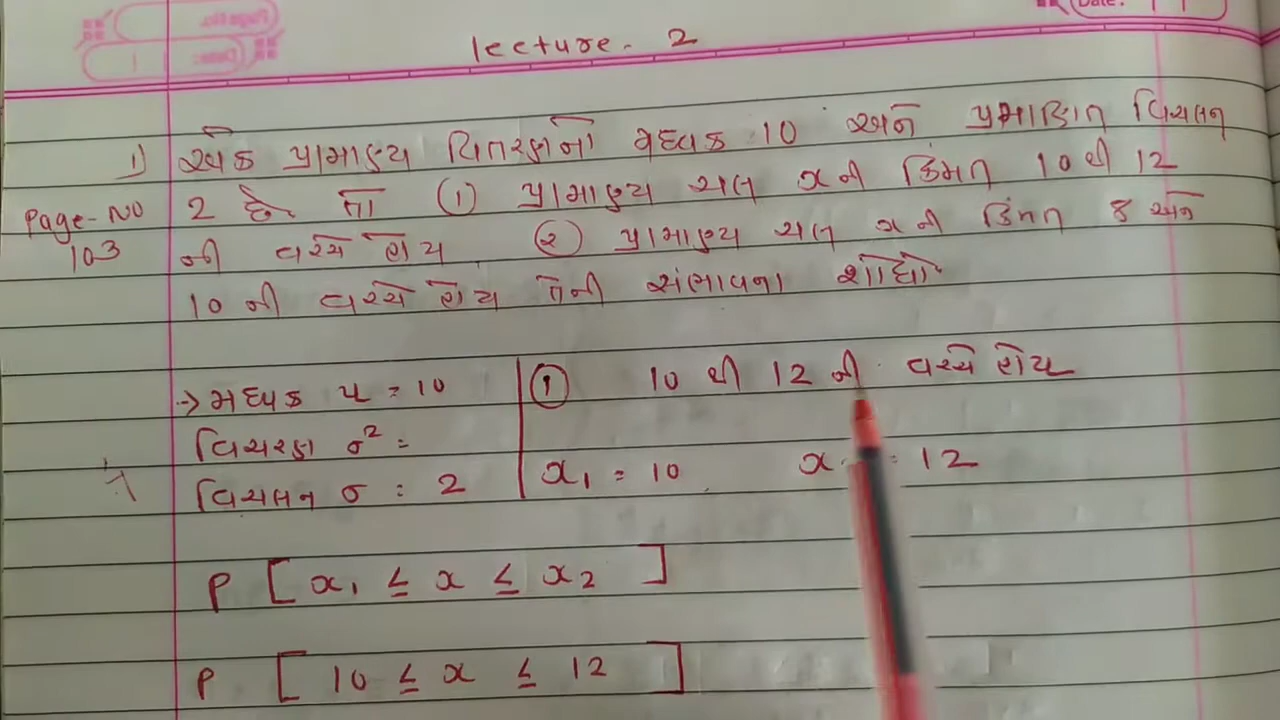 lecture - 2
1) એક પ્રામાણ્ય વિતરણનો મધ્યક 10 અને પ્રમાણિત વિચલન
Page-No 2 છે તો (1) પ્રામાણ્ય ચલ x ની કિંમત 10 થી 12
103 ની વચ્ચે હોય (2) પ્રામાણ્ય ચલ x ની કિંમત 8 અને
10 ની વચ્ચે હોય તેની સંભાવના શોધો
→ મધ્યક μ = 10 (1) 10 થી 12 ની વચ્ચે હોય
વિચરણ σ² =
વિચલન σ = 2 x₁ = 10 x = 12
P [ x₁ ≤ x ≤ x₂ ]
P [ 10 ≤ x ≤ 12 ]